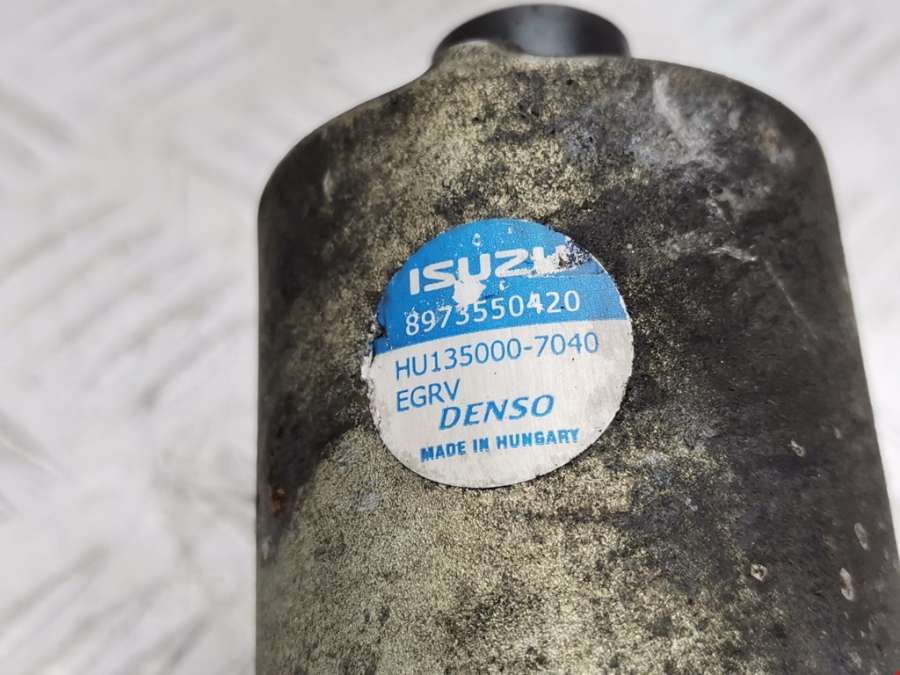 ISUZU
8973550420
HU135000-7040
EGRV
DENSO
MADE IN HUNGARY